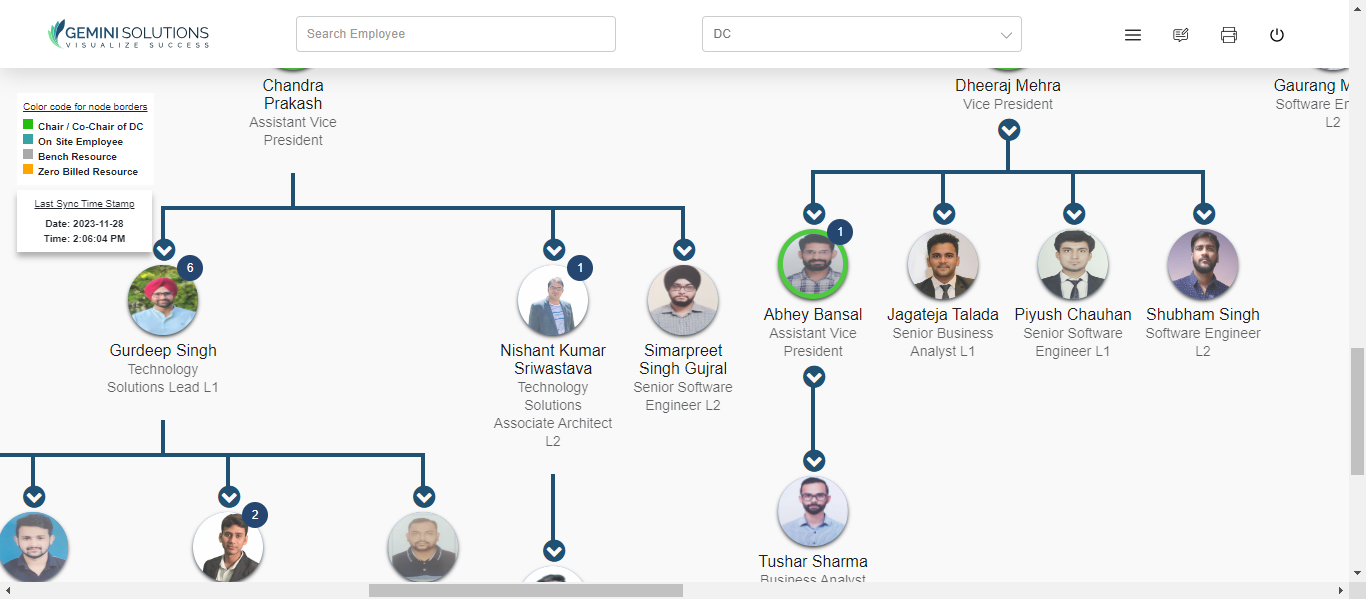 GEMINI SOLUTIONS
VISUALIZE SUCCESS
Search Employee
DC
Color code for node borders
Chair / Co-Chair of DC
On Site Employee
Bench Resource
Zero Billed Resource
Last Sync Time Stamp
Date: 2023-11-28
Time: 2:06:04 PM
Chandra
Prakash
Assistant Vice
President
Dheeraj Mehra
Vice President
Gaurang M
Software En
L2
6
Gurdeep Singh
Technology
Solutions Lead L1
1
Nishant Kumar
Sriwastava
Technology
Solutions
Associate Architect
L2
Simarpreet
Singh Gujral
Senior Software
Engineer L2
1
Abhey Bansal
Assistant Vice
President
Jagateja Talada
Senior Business
Analyst L1
Piyush Chauhan
Senior Software
Engineer L1
Shubham Singh
Software Engineer
L2
2
Tushar Sharma
Business Analyst